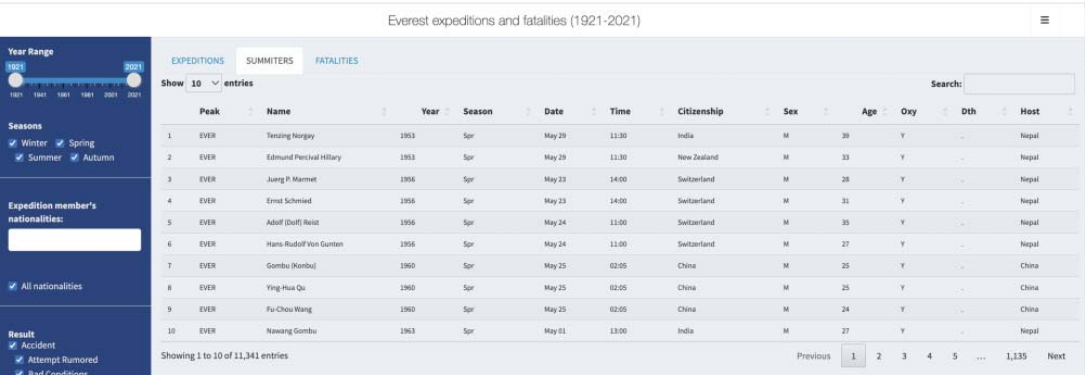 Everest expeditions and fatalities (1921-2021)
Year Range
1921 2021
1921 1941 1961 1981 2001 2021
Seasons
Winter Spring
Summer Autumn
Expedition member's
nationalities:
All nationalities
Result
Accident
Attempt Rumored
Bad Conditions
EXPEDITIONS SUMMITERS FATALITIES
Show 10 entries
Search:
Peak Name Year Season Date Time Citizenship Sex Age Oxy Dth Host
1 EVER Tenzing Norgay 1953 Spr May 29 11:30 India M 39 Y . Nepal
2 EVER Edmund Percival Hillary 1953 Spr May 29 11:30 New Zealand M 33 Y . Nepal
3 EVER Juerg P. Marmet 1956 Spr May 23 14:00 Switzerland M 28 Y . Nepal
4 EVER Ernst Schmied 1956 Spr May 23 14:00 Switzerland M 31 Y . Nepal
5 EVER Adolf (Dolf) Reist 1956 Spr May 24 11:00 Switzerland M 35 Y . Nepal
6 EVER Hans-Rudolf Von Gunten 1956 Spr May 24 11:00 Switzerland M 27 Y . Nepal
7 EVER Gombu (Konbu) 1960 Spr May 25 02:05 China M 25 Y . China
8 EVER Ying-Hua Qu 1960 Spr May 25 02:05 China M 25 Y . China
9 EVER Fu-Chou Wang 1960 Spr May 25 02:05 China M 24 Y . China
10 EVER Nawang Gombu 1963 Spr May 01 13:00 India M 27 Y . Nepal
Showing 1 to 10 of 11,341 entries
Previous 1 2 3 4 5 ... 1,135 Next